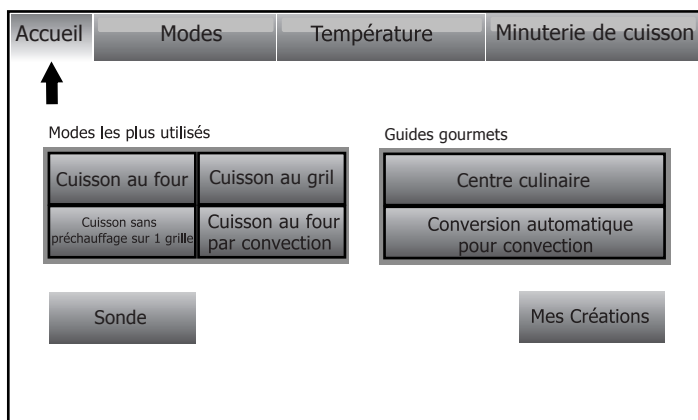 Accueil Modes Température Minuterie de cuisson
Modes les plus utilisés
Cuisson au four
Cuisson au gril
Cuisson sans
préchauffage sur 1 grille
Cuisson au four
par convection
Guides gourmets
Centre culinaire
Conversion automatique
pour convection
Sonde
Mes Créations